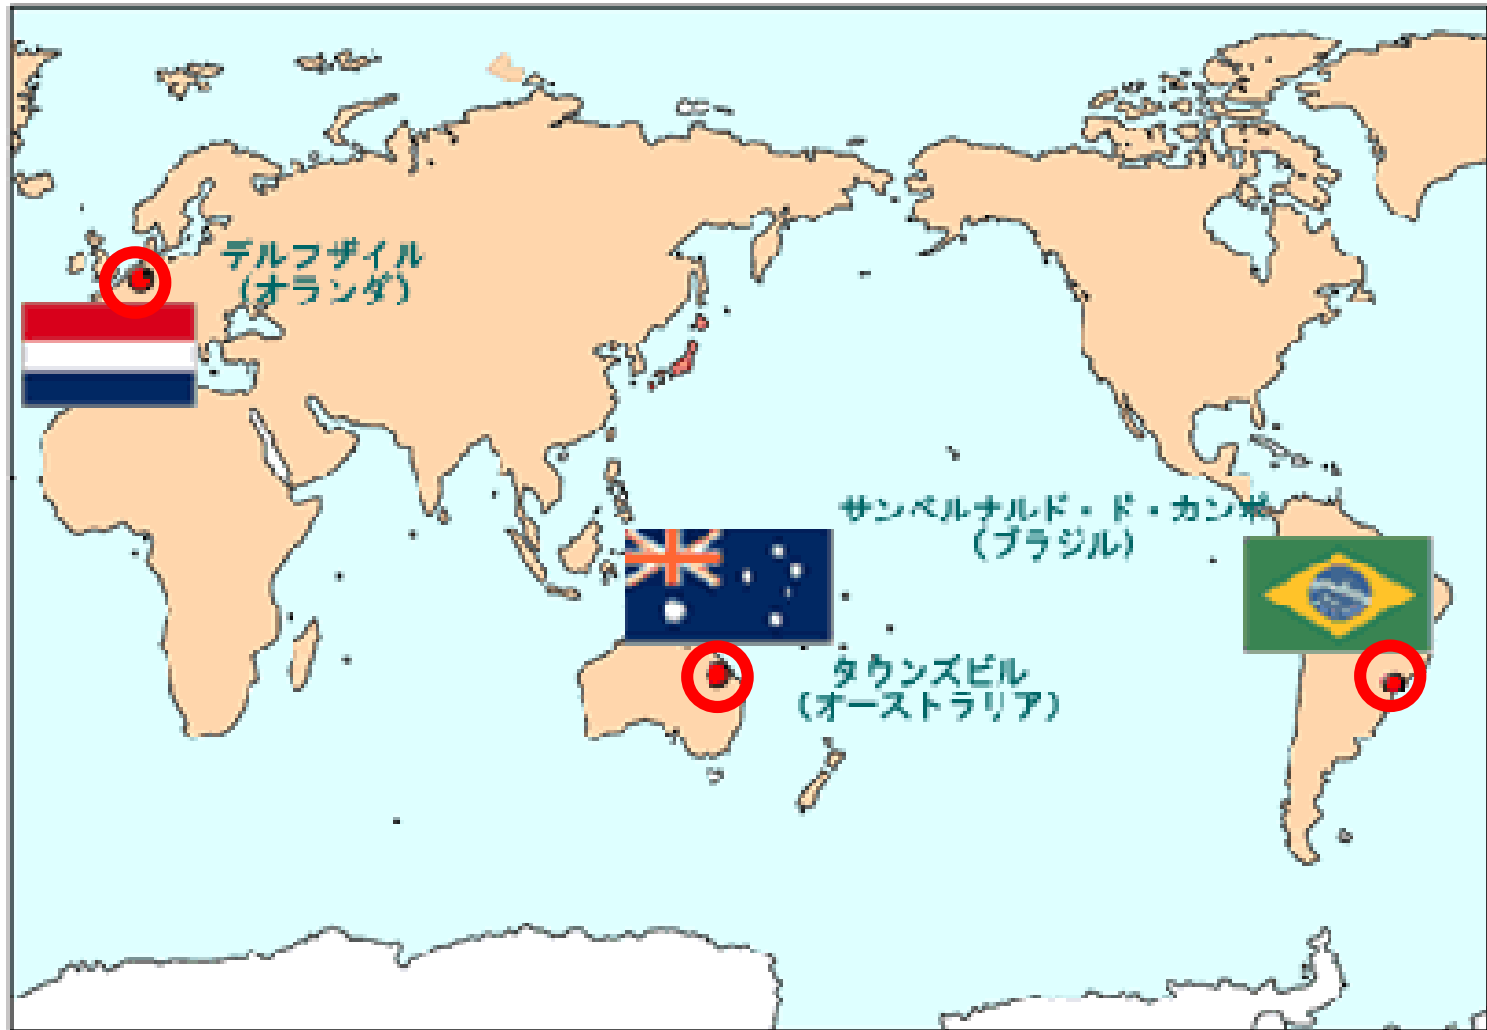 デルフザイル
(オランダ)
サンベルナルド・ド・カンポ
(ブラジル)
タウンズビル
(オーストラリア)